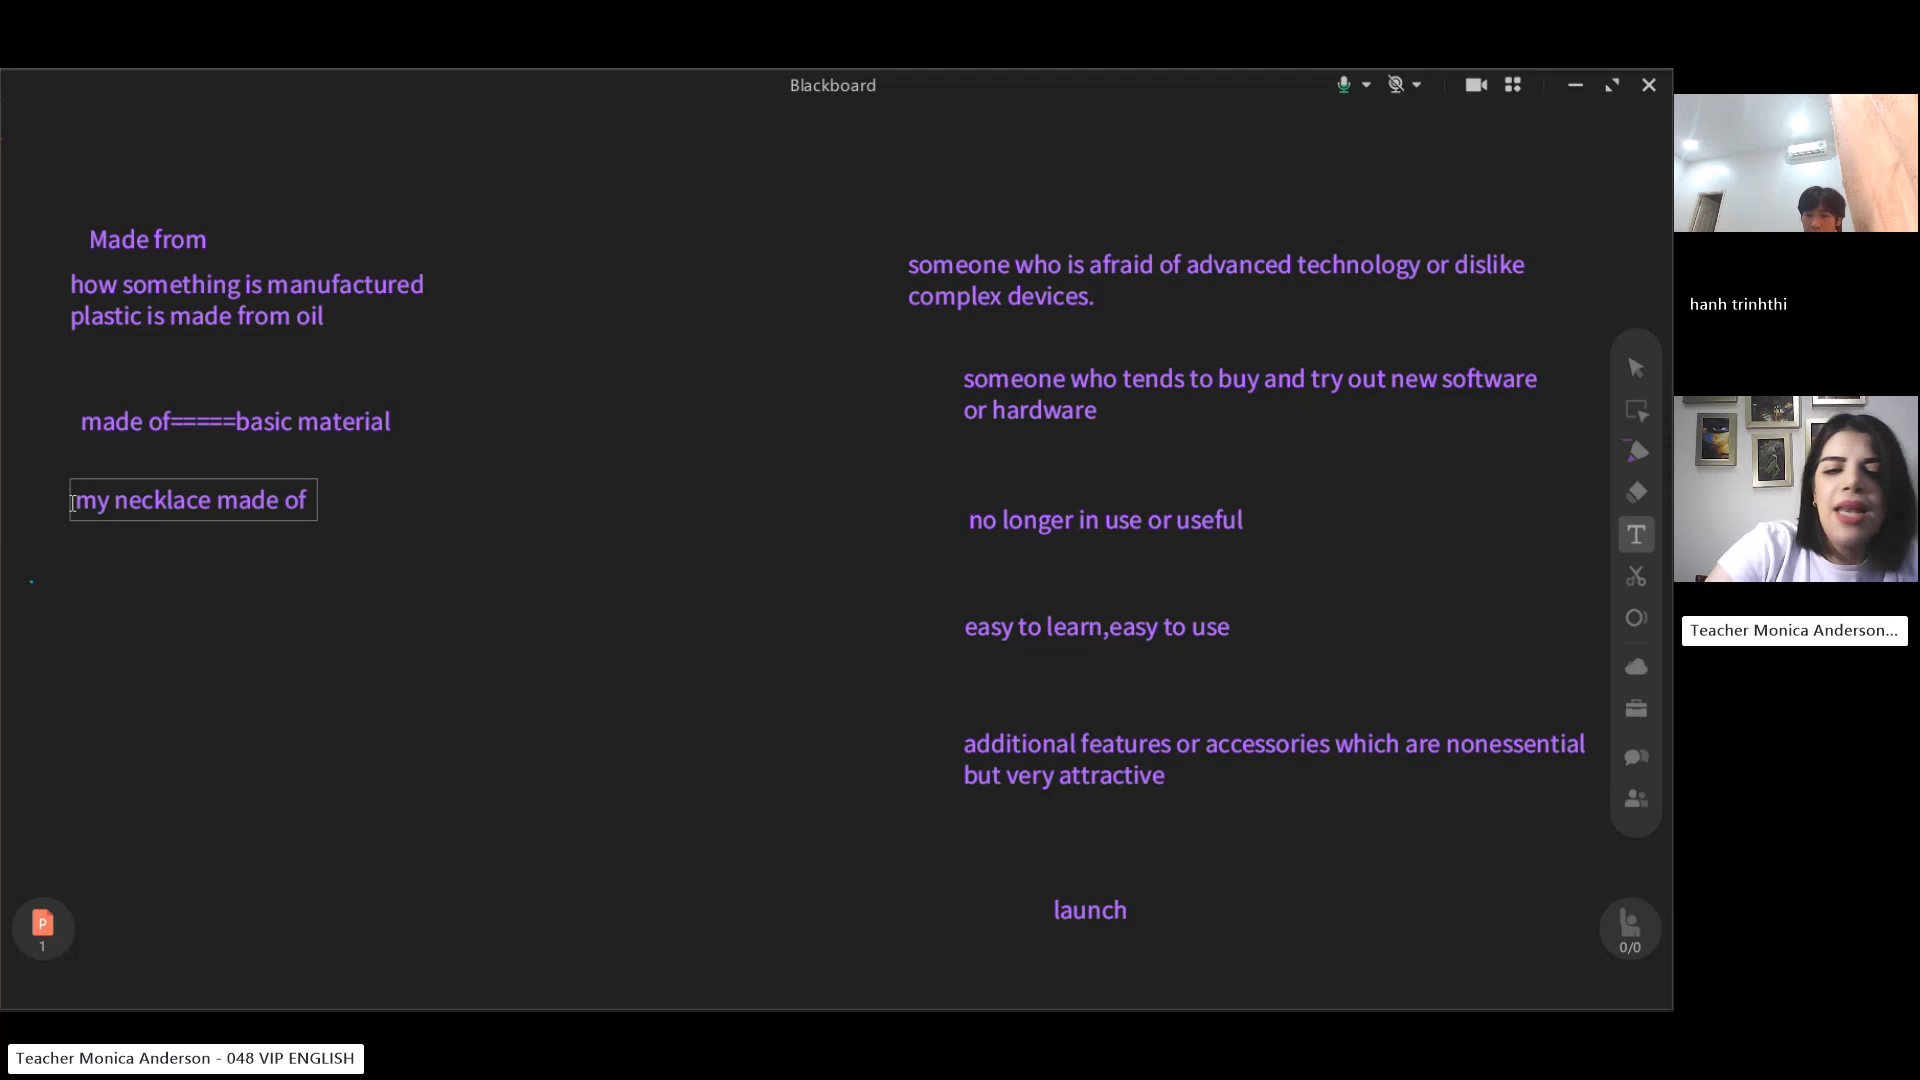 Blackboard
Made from
how something is manufactured
plastic is made from oil
made of=====basic material
my necklace made of
someone who is afraid of advanced technology or dislike
complex devices.
someone who tends to buy and try out new software
or hardware
no longer in use or useful
easy to learn,easy to use
additional features or accessories which are nonessential
but very attractive
launch
hanh trinhthi
Teacher Monica Anderson...
T
P
1
0/0
Teacher Monica Anderson - 048 VIP ENGLISH